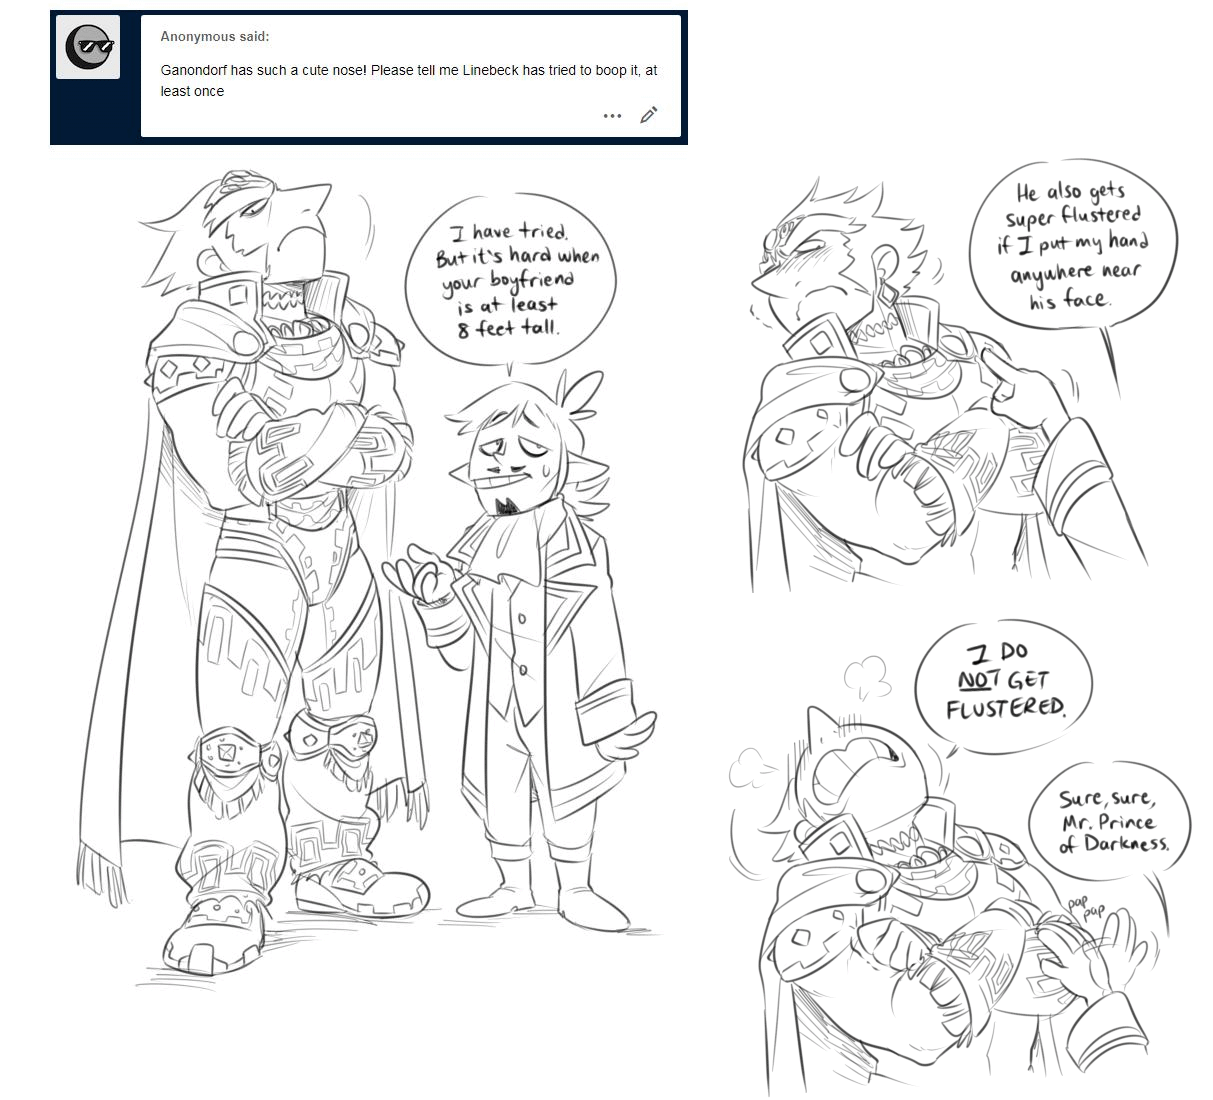 Anonymous said:
Ganondorf has such a cute nose! Please tell me Linebeck has tried to boop it, at
least once
I have tried.
But it's hard when
your boyfriend
is at least
8 feet tall.
He also gets
super flustered
if I put my hand
anywhere near
his face.
I DO
NOT GET
FLUSTERED.
Sure, sure,
Mr. Prince
of Darkness.
pap
pap